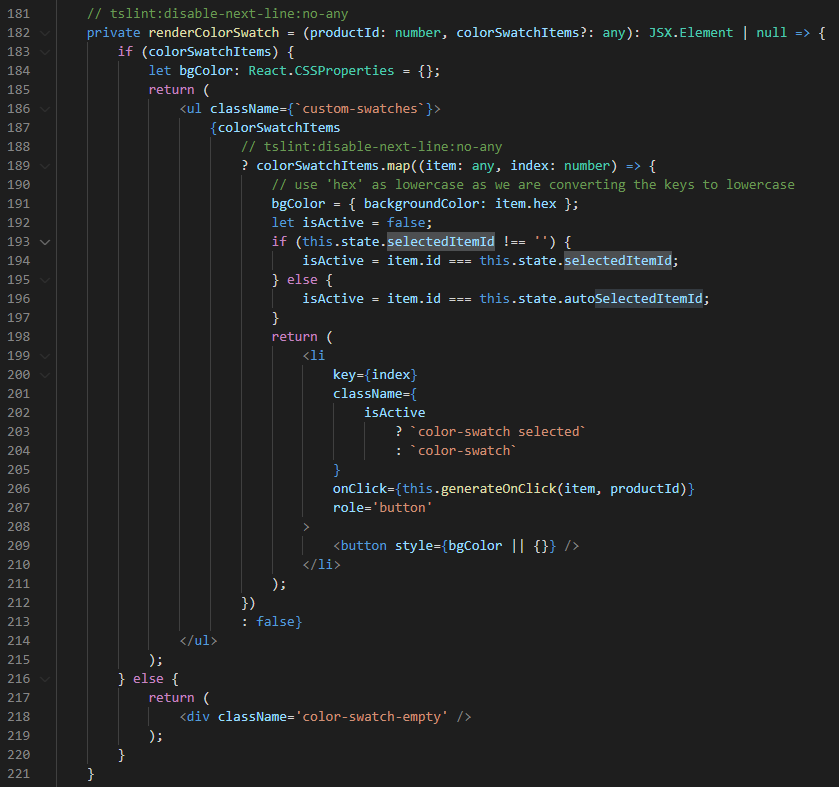 181 // tslint:disable-next-line:no-any
182 private renderColorSwatch = (productId: number, colorSwatchItems?: any): JSX.Element | null => {
183 if (colorSwatchItems) {
184 let bgColor: React.CSSProperties = {};
185 return (
186 <ul className={`custom-swatches`}>
187 {colorSwatchItems
188 // tslint:disable-next-line:no-any
189 ? colorSwatchItems.map((item: any, index: number) => {
190 // use 'hex' as lowercase as we are converting the keys to lowercase
191 bgColor = { backgroundColor: item.hex };
192 let isActive = false;
193 if (this.state.selectedItemId !== '') {
194 isActive = item.id === this.state.selectedItemId;
195 } else {
196 isActive = item.id === this.state.autoSelectedItemId;
197 }
198 return (
199 <li
200 key={index}
201 className={
202 isActive
203 ? `color-swatch selected`
204 : `color-swatch`
205 }
206 onClick={this.generateOnClick(item, productId)}
207 role='button'
208 >
209 <button style={bgColor || {}} />
210 </li>
211 );
212 })
213 : false}
214 </ul>
215 );
216 } else {
217 return (
218 <div className='color-swatch-empty' />
219 );
220 }
221 }